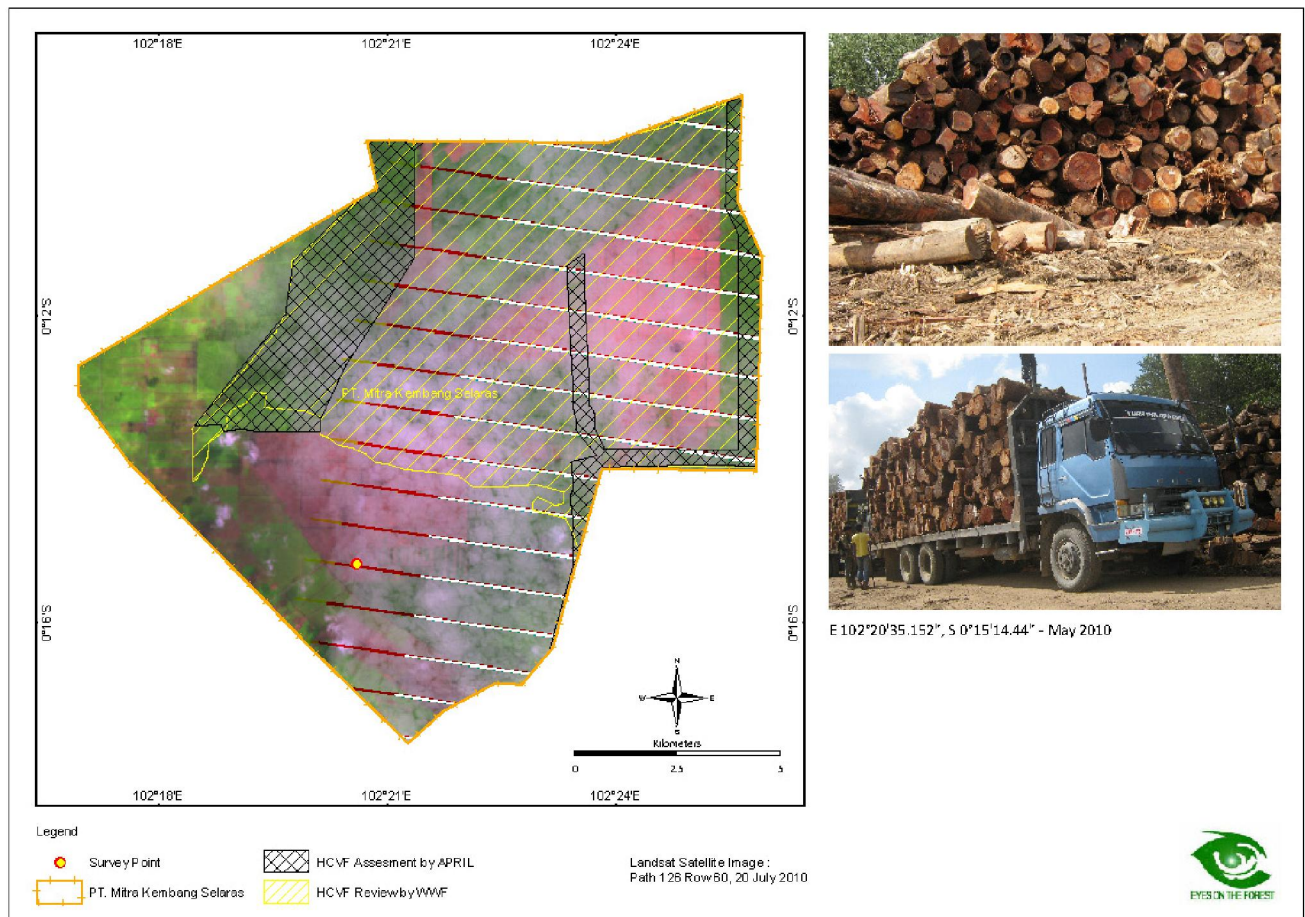 102°18'E
102°21'E
102°24'E
0°12'S
0°12'S
PT. Mitra Kembang Selaras
0°16'S
0°16'S
N
W
E
S
Kilometers
0
2.5
5
102°18'E
102°21'E
102°24'E
E 102°20'35.152", S 0°15'14.44" - May 2010
Legend
Survey Point
PT. Mitra Kembang Selaras
HCVF Assesment by APRIL
HCVF Review by WWF
Landsat Satellite Image :
Path 126 Row 60, 20 July 2010
EYES ON THE FOREST